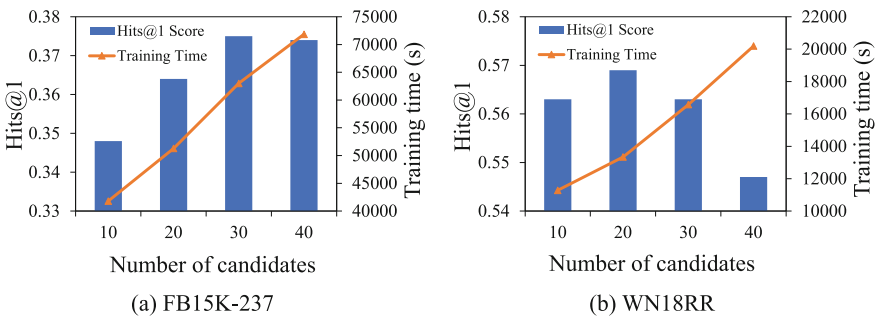 Hits@1 Score
Training Time
Hits@1
0.38
0.37
0.36
0.35
0.34
0.33
75000
70000
65000
60000
55000
50000
45000
40000
Training time (s)
10 20 30 40
Number of candidates
(a) FB15K-237
Hits@1 Score
Training Time
Hits@1
0.58
0.57
0.56
0.55
0.54
22000
20000
18000
16000
14000
12000
10000
Training time (s)
10 20 30 40
Number of candidates
(b) WN18RR